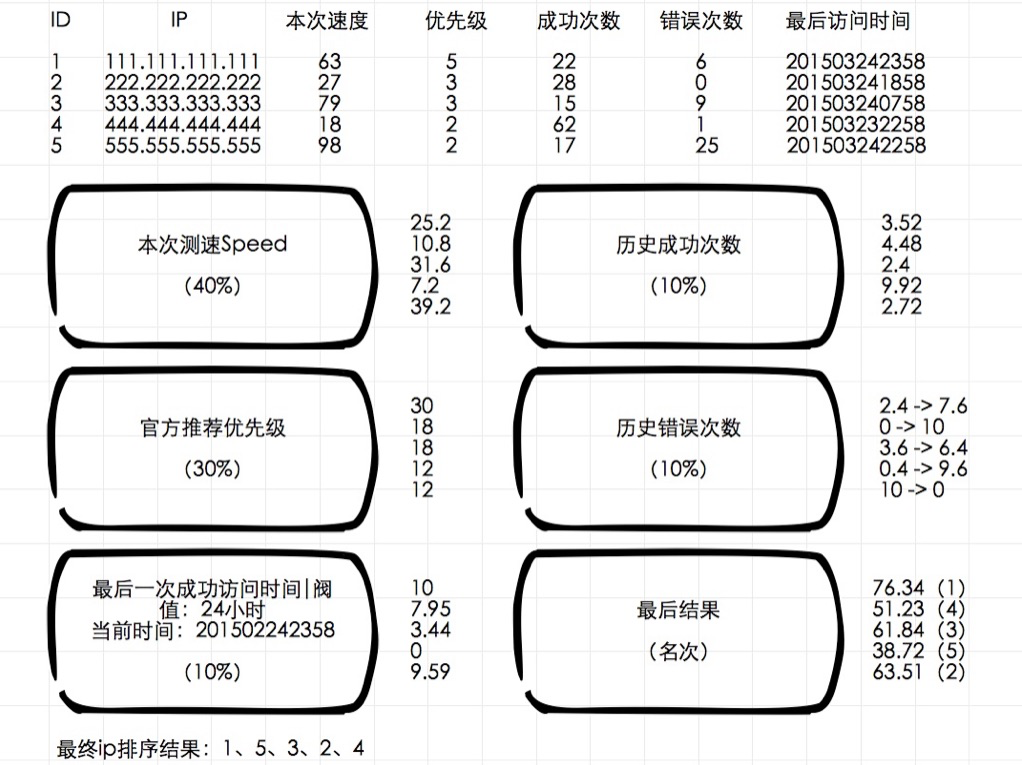 ID IP 本次速度 优先级 成功次数 错误次数 最后访问时间
1 111.111.111.111 63 5 22 6 201503242358
2 222.222.222.222 27 3 28 0 201503241858
3 333.333.333.333 79 3 15 9 201503240758
4 444.444.444.444 18 2 62 1 201503232258
5 555.555.555.555 98 2 17 25 201503242258
本次测速Speed
(40%)
25.2
10.8
31.6
7.2
39.2
历史成功次数
(10%)
3.52
4.48
2.4
9.92
2.72
官方推荐优先级
(30%)
30
18
18
12
12
历史错误次数
(10%)
2.4 -> 7.6
0 -> 10
3.6 -> 6.4
0.4 -> 9.6
10 -> 0
最后一次成功访问时间|阀
值：24小时
当前时间：201502242358
(10%)
10
7.95
3.44
0
9.59
最后结果
(名次)
76.34 (1)
51.23 (4)
61.84 (3)
38.72 (5)
63.51 (2)
最终ip排序结果：1、5、3、2、4